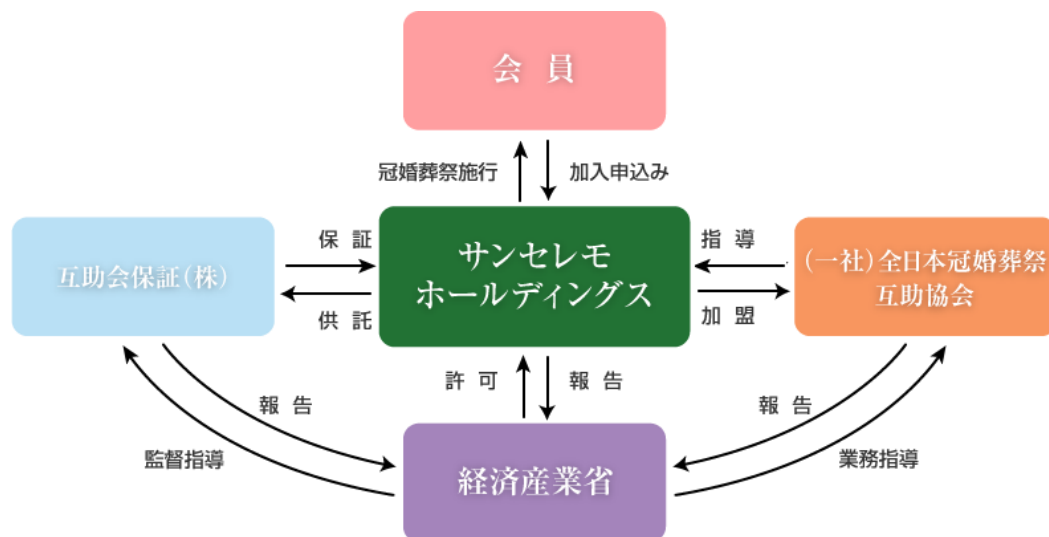 会 員
冠婚葬祭施行
加入申込み
互助会保証(株)
保 証
供 託
サンセレモ
ホールディングス
指 導
加 盟
(一社)全日本冠婚葬祭
互助協会
許 可
報 告
報 告
監督指導
報 告
業務指導
経済産業省